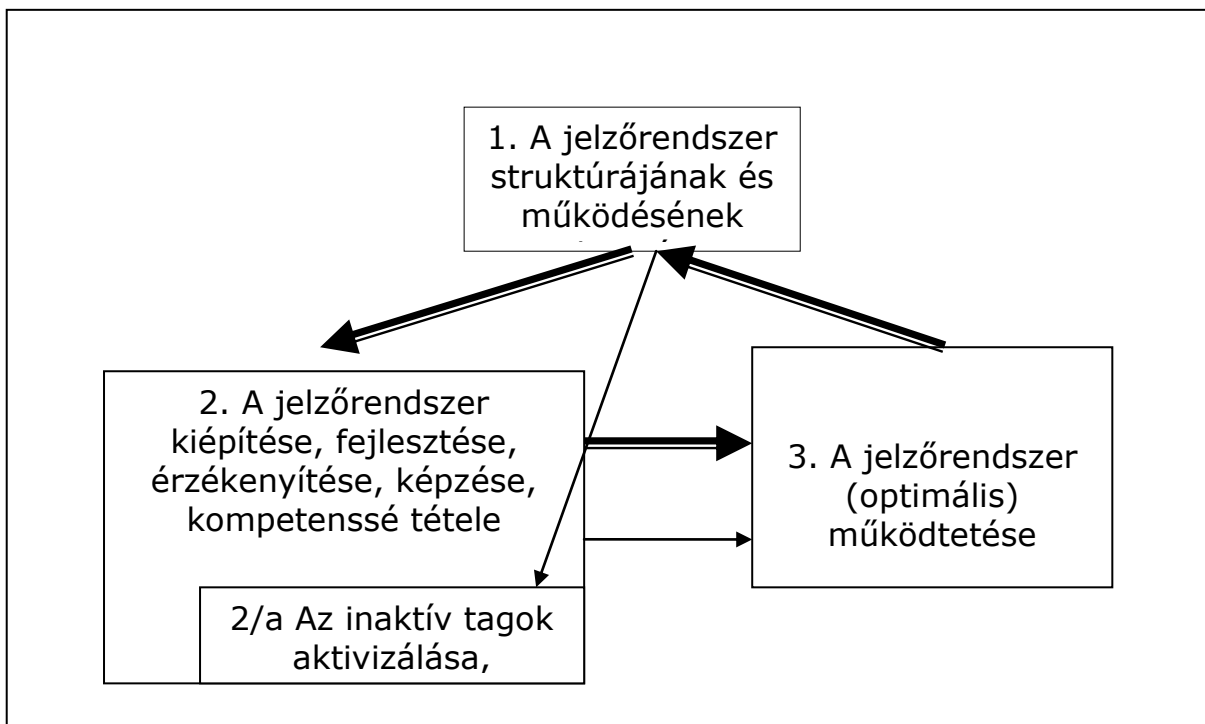 1. A jelzőrendszer
struktúrájának és
működésének
2. A jelzőrendszer
kiépítése, fejlesztése,
érzékenyítése, képzése,
kompetenssé tétele
3. A jelzőrendszer
(optimális)
működtetése
2/a Az inaktív tagok
aktivizálása,